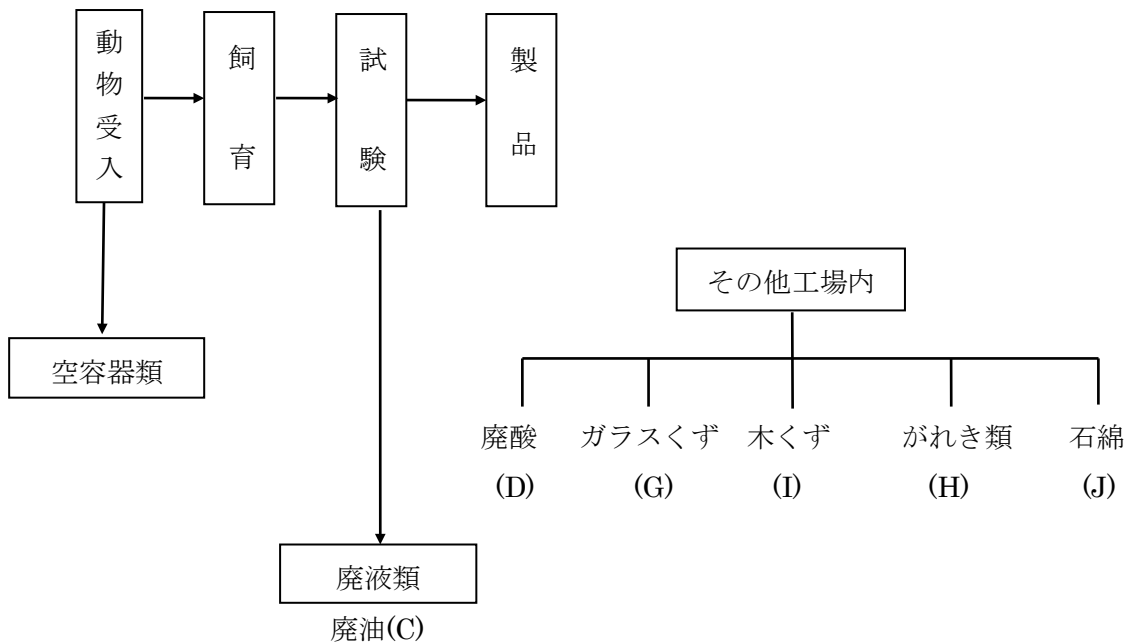 動物受入
飼育
試験
製品
その他工場内
空容器類
廃酸 ガラスくず 木くず がれき類 石綿
(D) (G) (I) (H) (J)
廃液類
廃油(C)